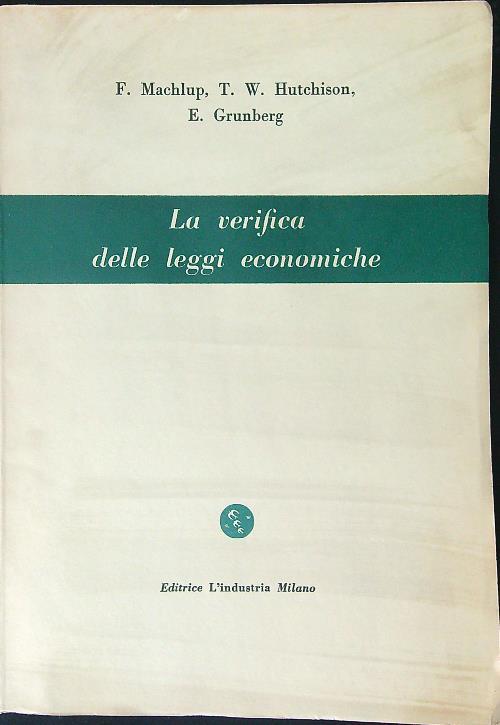 F. Machlup, T. W. Hutchison,
E. Grunberg
La verifica
delle leggi economiche
Editrice L'industria Milano